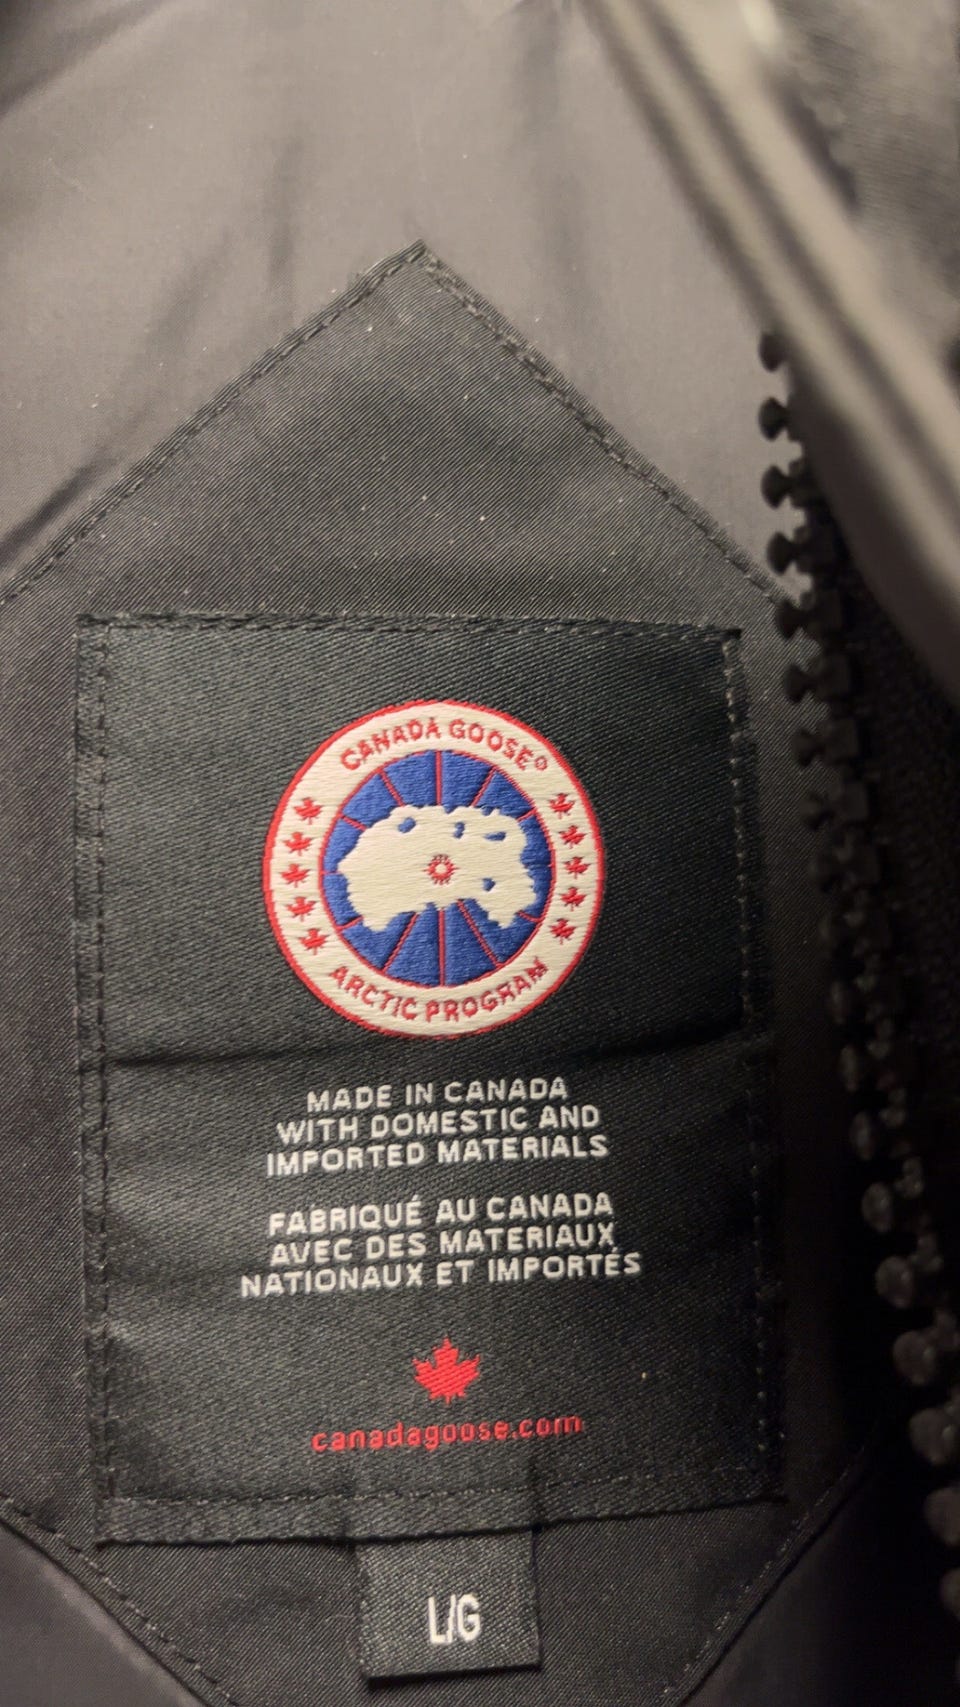 CANADA GOOSE®
ARCTIC PROGRAM
MADE IN CANADA
WITH DOMESTIC AND
IMPORTED MATERIALS
FABRIQUÉ AU CANADA
AVEC DES MATERIAUX
NATIONAUX ET IMPORTÉS
canadagoose.com
L/G